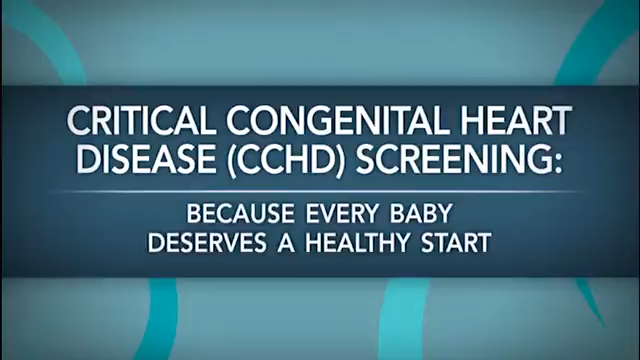 CRITICAL CONGENITAL HEART
DISEASE (CCHD) SCREENING:
BECAUSE EVERY BABY
DESERVES A HEALTHY START